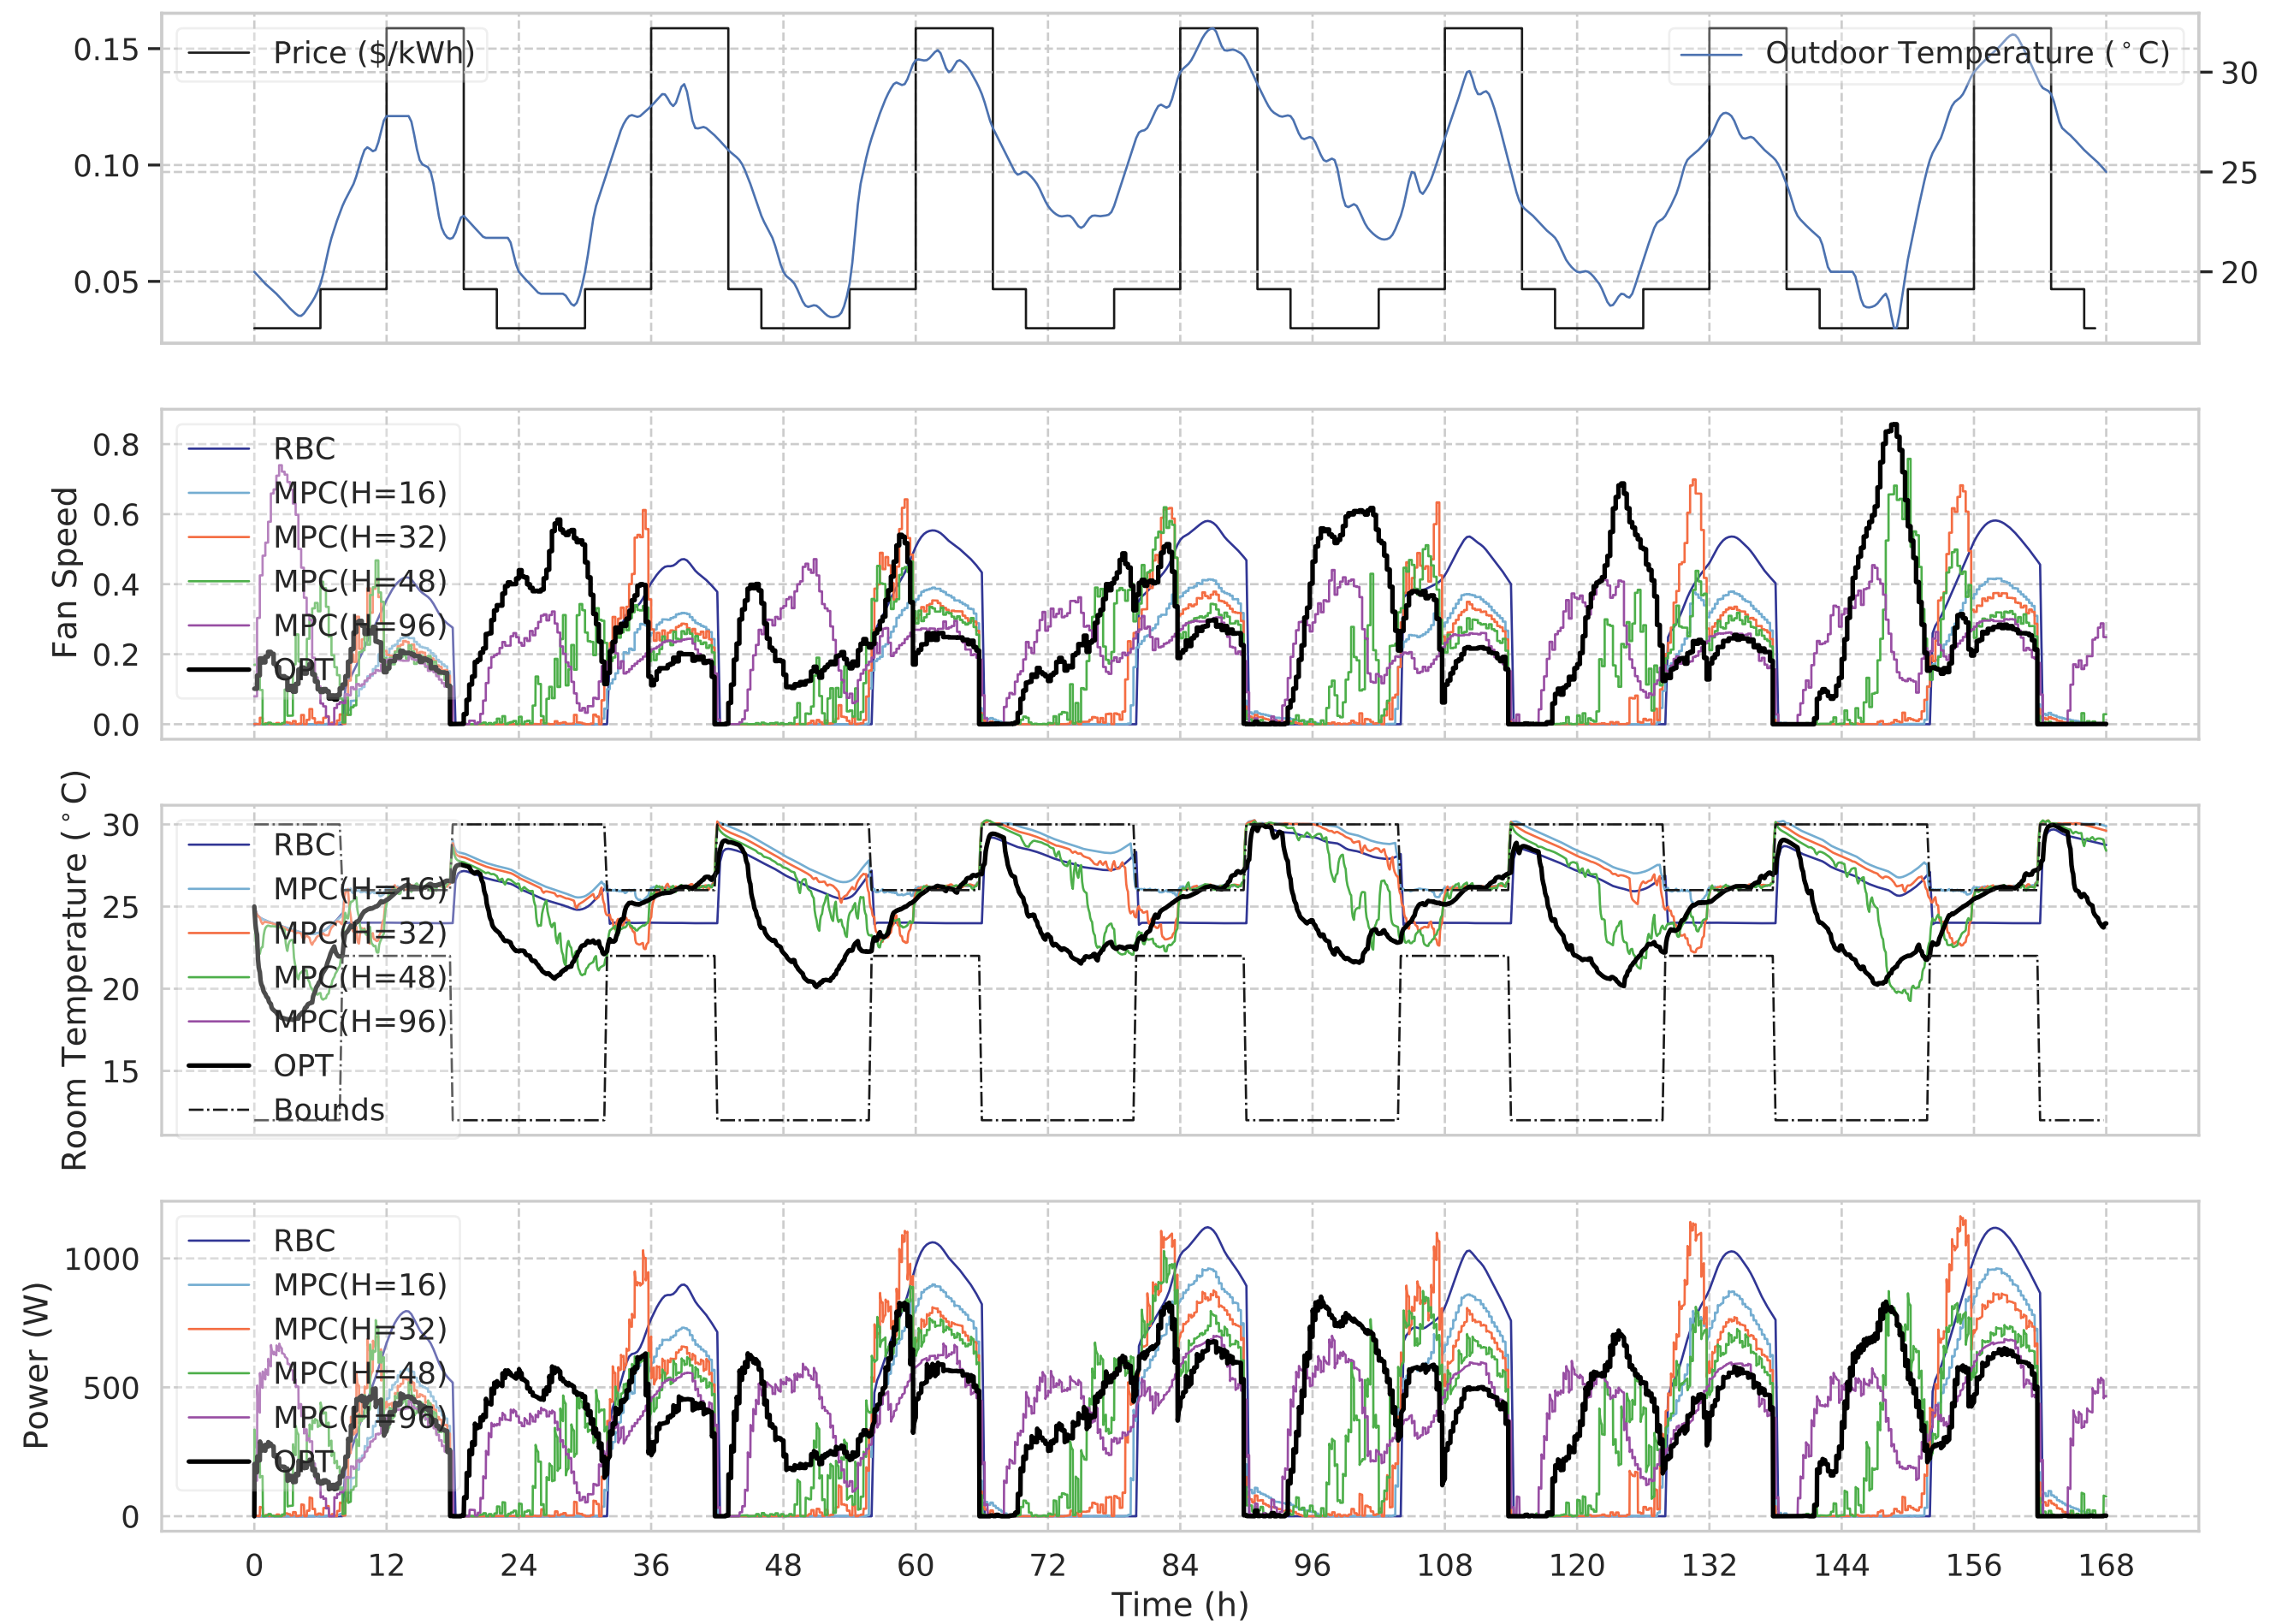 Price ($/kWh)
Outdoor Temperature (°C)
0.15
0.10
0.05
30
25
20
Fan Speed
0.8
0.6
0.4
0.2
0.0
RBC
MPC(H=16)
MPC(H=32)
MPC(H=48)
MPC(H=96)
OPT
Room Temperature (°C)
30
25
20
15
RBC
MPC(H=16)
MPC(H=32)
MPC(H=48)
MPC(H=96)
OPT
Bounds
Power (W)
1000
500
0
RBC
MPC(H=16)
MPC(H=32)
MPC(H=48)
MPC(H=96)
OPT
0 12 24 36 48 60 72 84 96 108 120 132 144 156 168
Time (h)